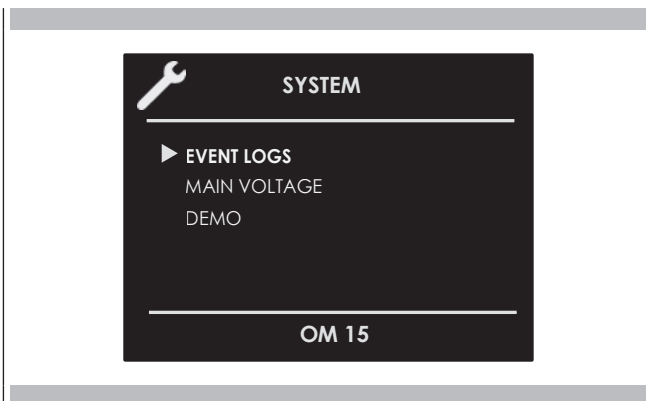 SYSTEM
EVENT LOGS
MAIN VOLTAGE
DEMO
OM 15